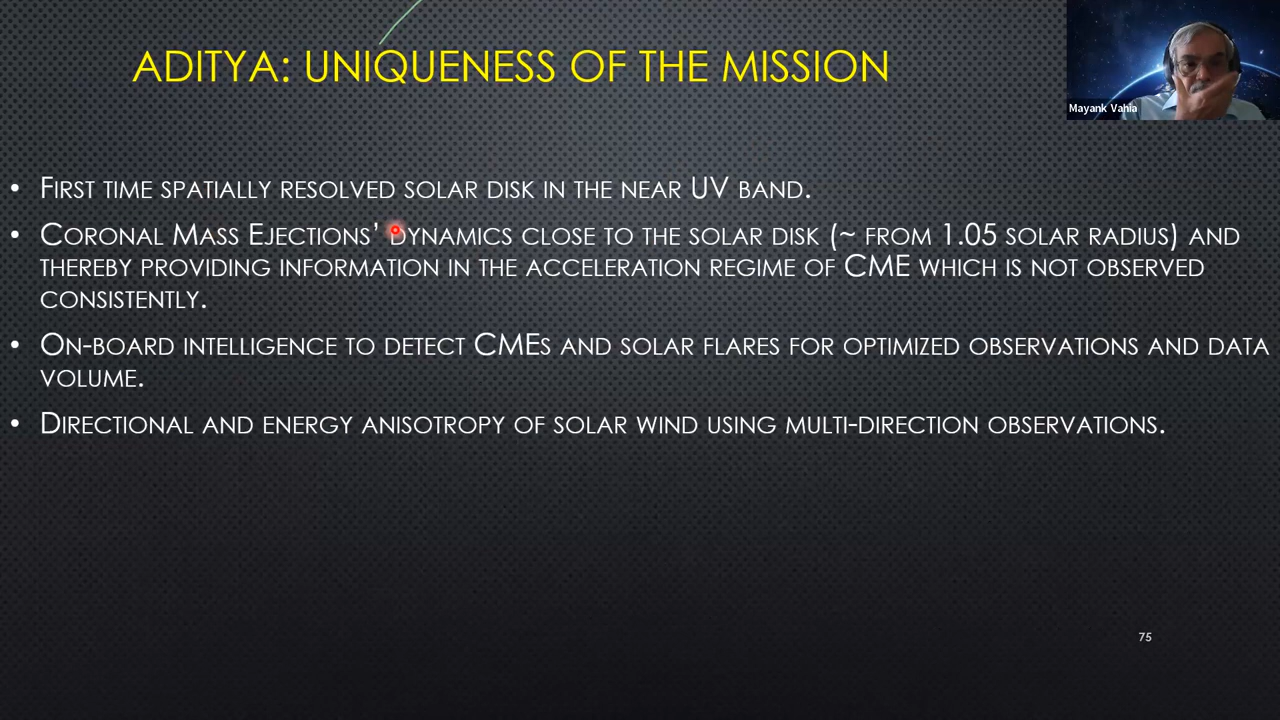 ADITYA: UNIQUENESS OF THE MISSION
Mayank Vahia
• First time spatially resolved solar disk in the near UV band.
• Coronal Mass Ejections’ dynamics close to the solar disk (~ from 1.05 solar radius) and
thereby providing information in the acceleration regime of CME which is not observed
consistently.
• On-board intelligence to detect CMEs and solar flares for optimized observations and data
volume.
• Directional and energy anisotropy of solar wind using multi-direction observations.
75